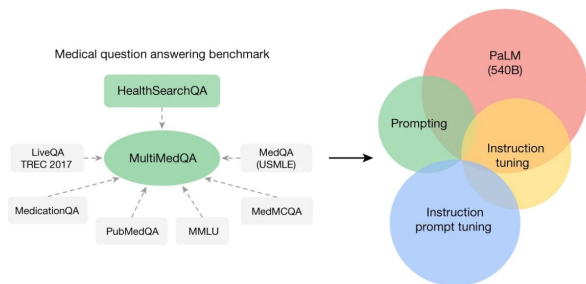 Medical question answering benchmark
HealthSearchQA
LiveQA
TREC 2017
MultiMedQA
MedQA
(USMLE)
MedicationQA
PubMedQA
MMLU
MedMCQA
PaLM
(540B)
Prompting
Instruction
tuning
Instruction
prompt tuning